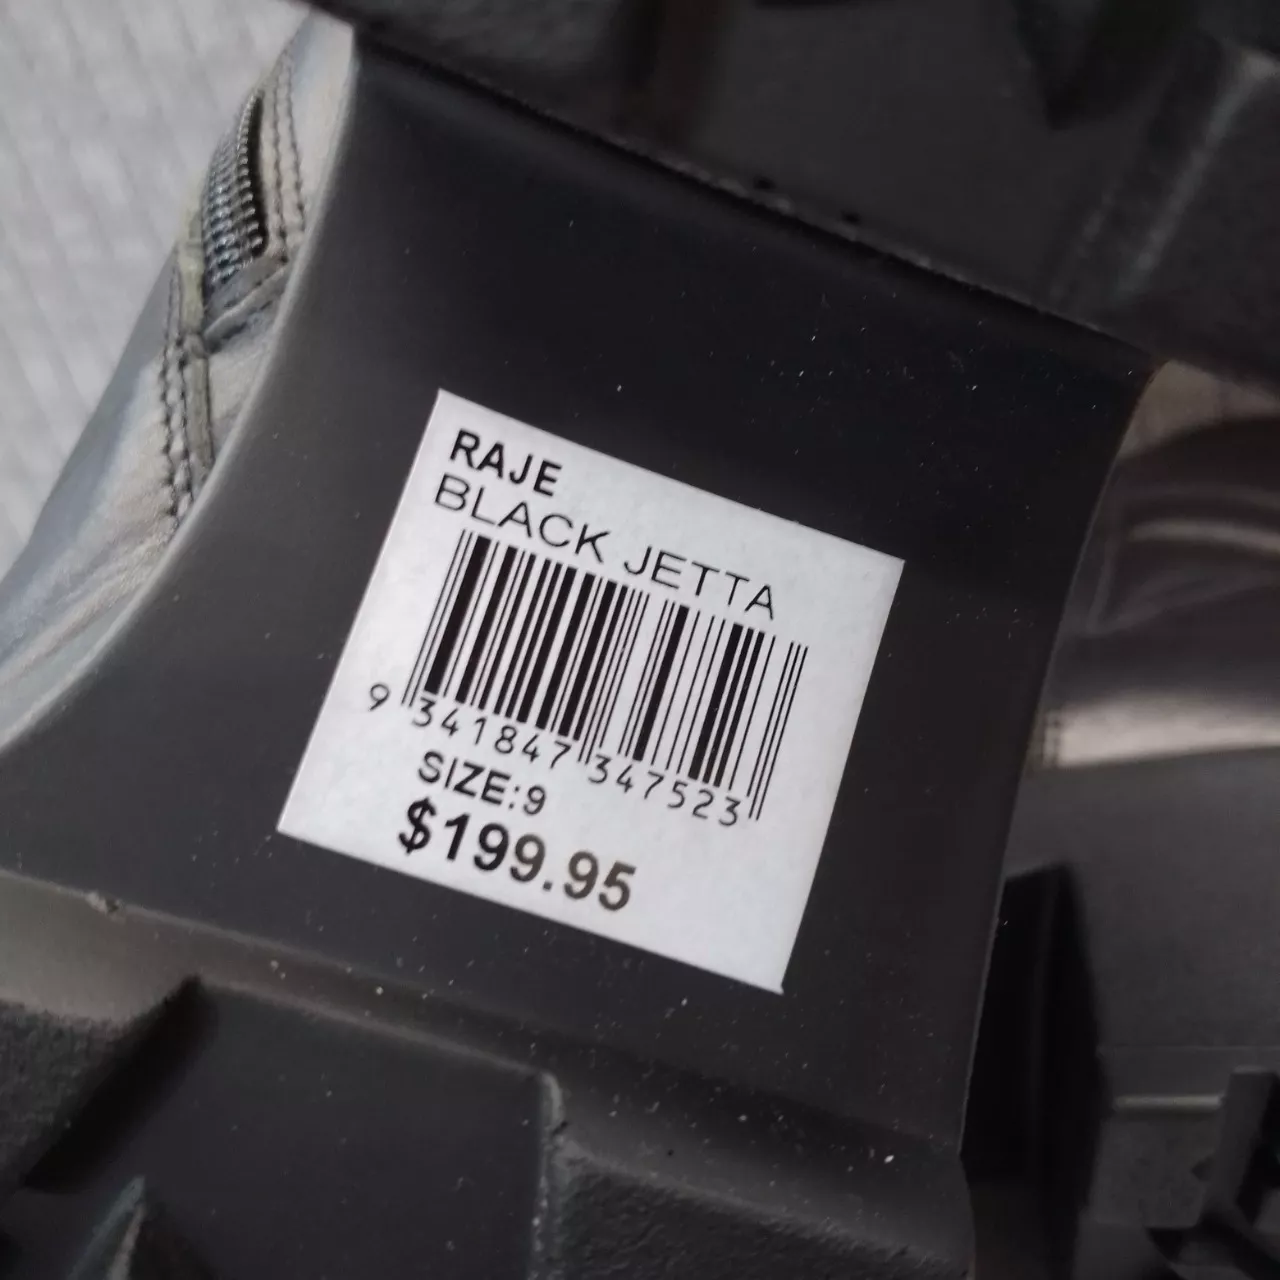 RAJE
BLACK JETTA
9 341847 347523
SIZE:9
$199.95